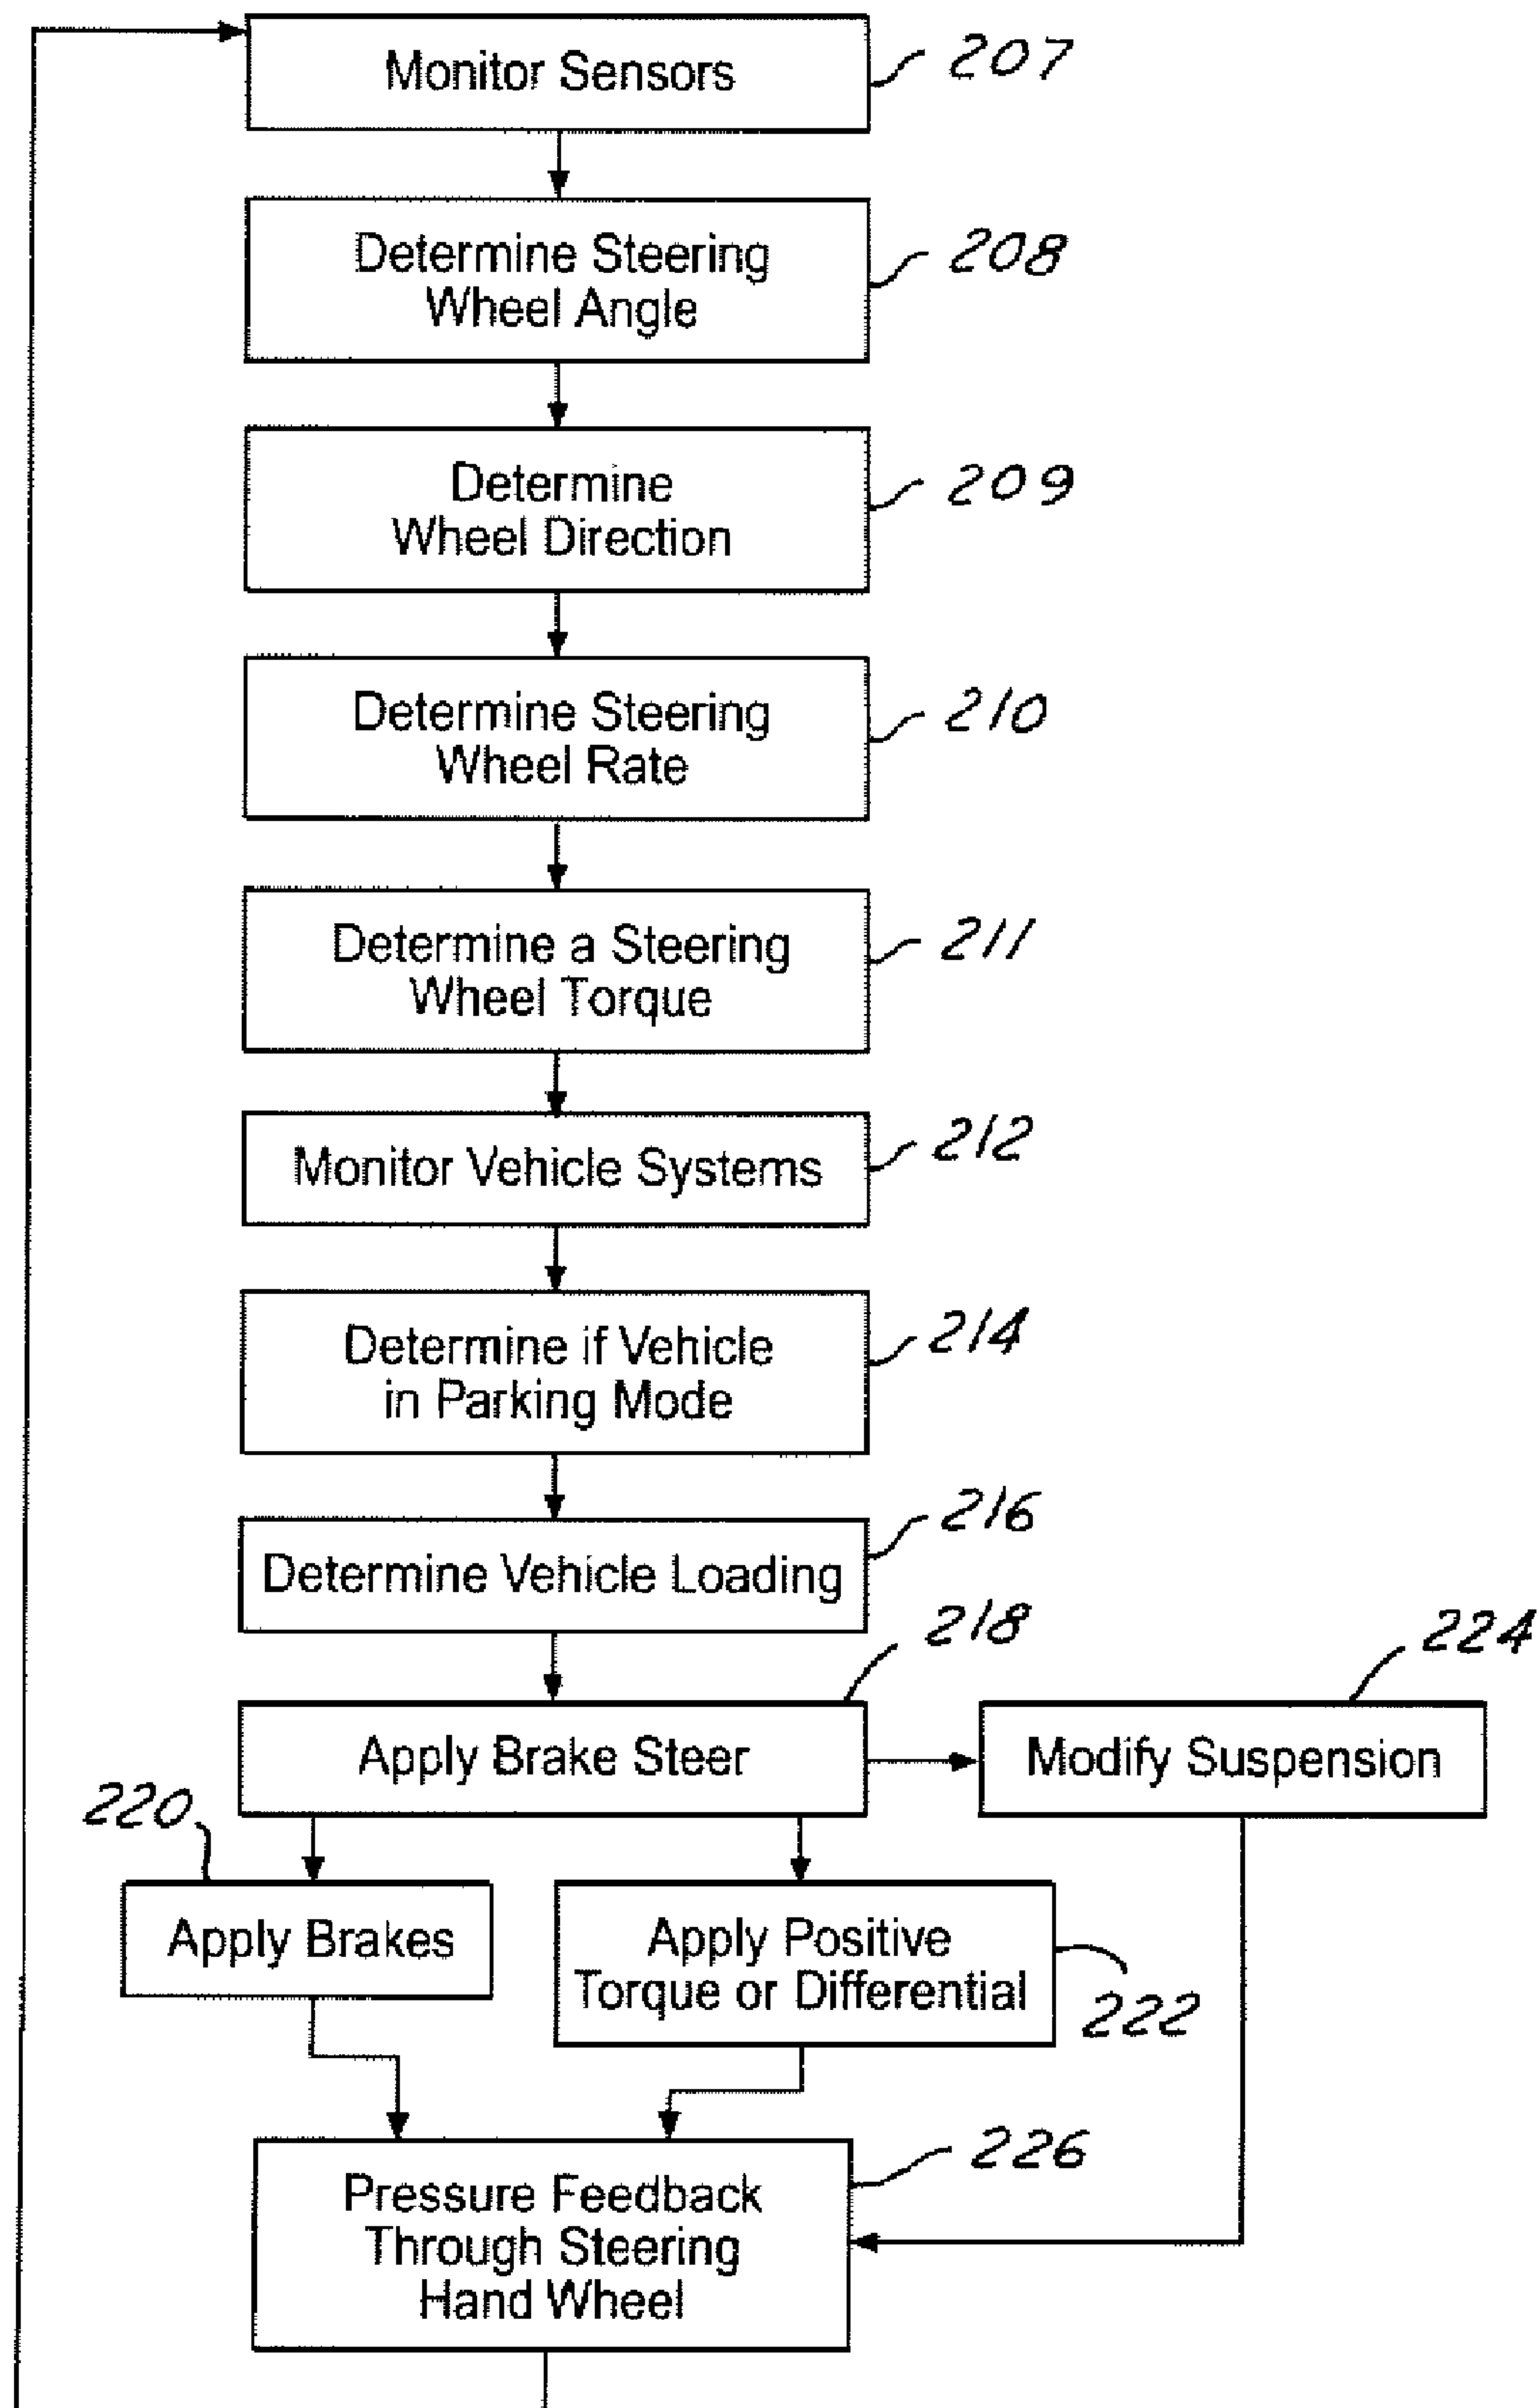 Monitor Sensors
207
Determine Steering
Wheel Angle
208
Determine
Wheel Direction
209
Determine Steering
Wheel Rate
210
Determine a Steering
Wheel Torque
211
Monitor Vehicle Systems
212
Determine if Vehicle
in Parking Mode
214
Determine Vehicle Loading
216
Apply Brake Steer
218
Modify Suspension
224
220
Apply Brakes
Apply Positive
Torque or Differential
222
Pressure Feedback
Through Steering
Hand Wheel
226